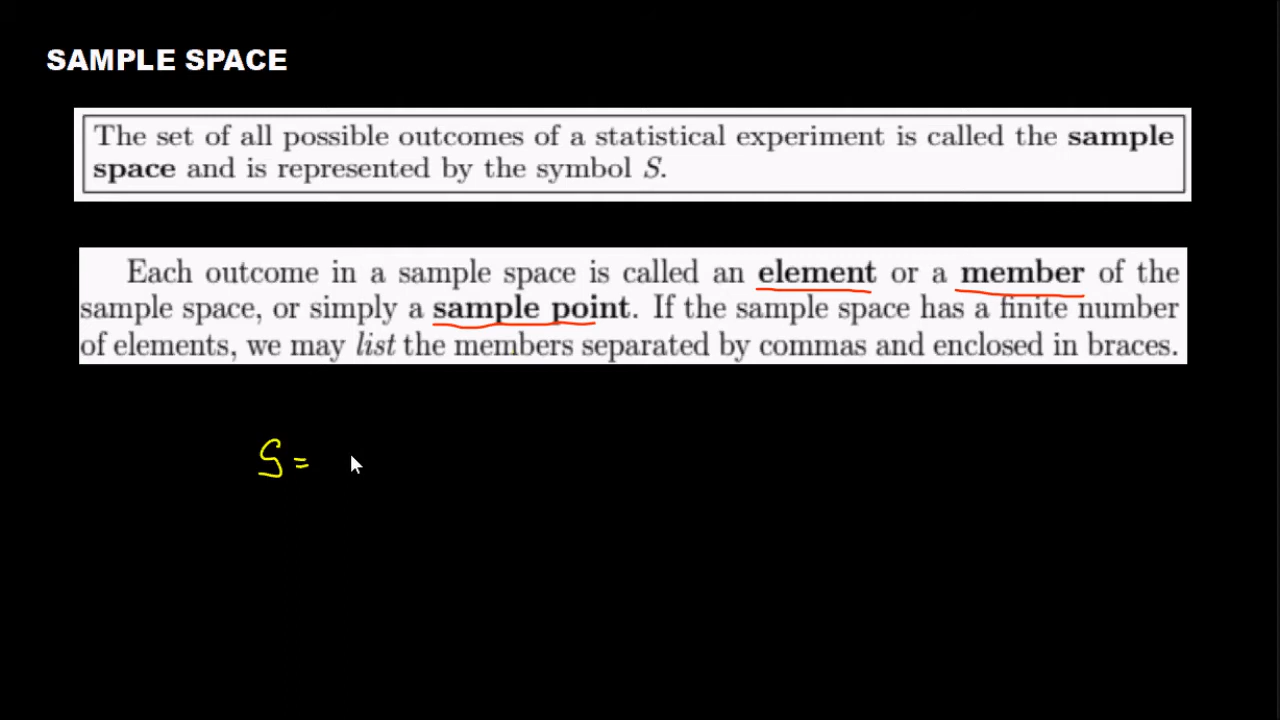 SAMPLE SPACE
The set of all possible outcomes of a statistical experiment is called the sample
space and is represented by the symbol S.
Each outcome in a sample space is called an element or a member of the
sample space, or simply a sample point. If the sample space has a finite number
of elements, we may list the members separated by commas and enclosed in braces.
S =